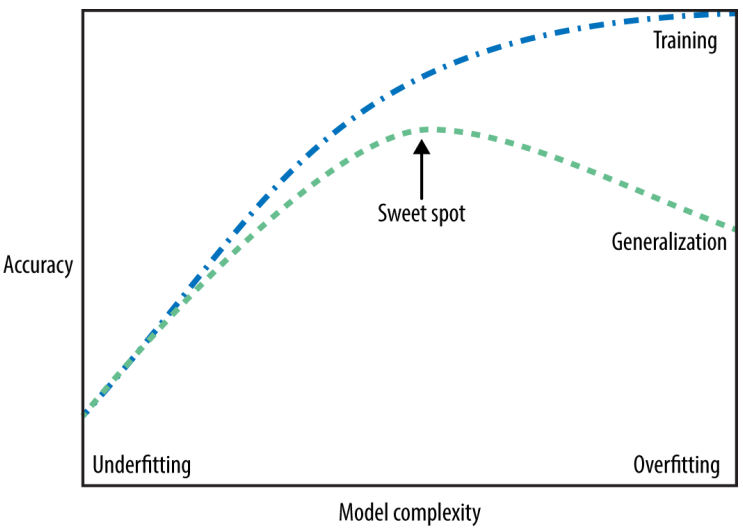 Training
Sweet spot
Generalization
Accuracy
Underfitting
Overfitting
Model complexity